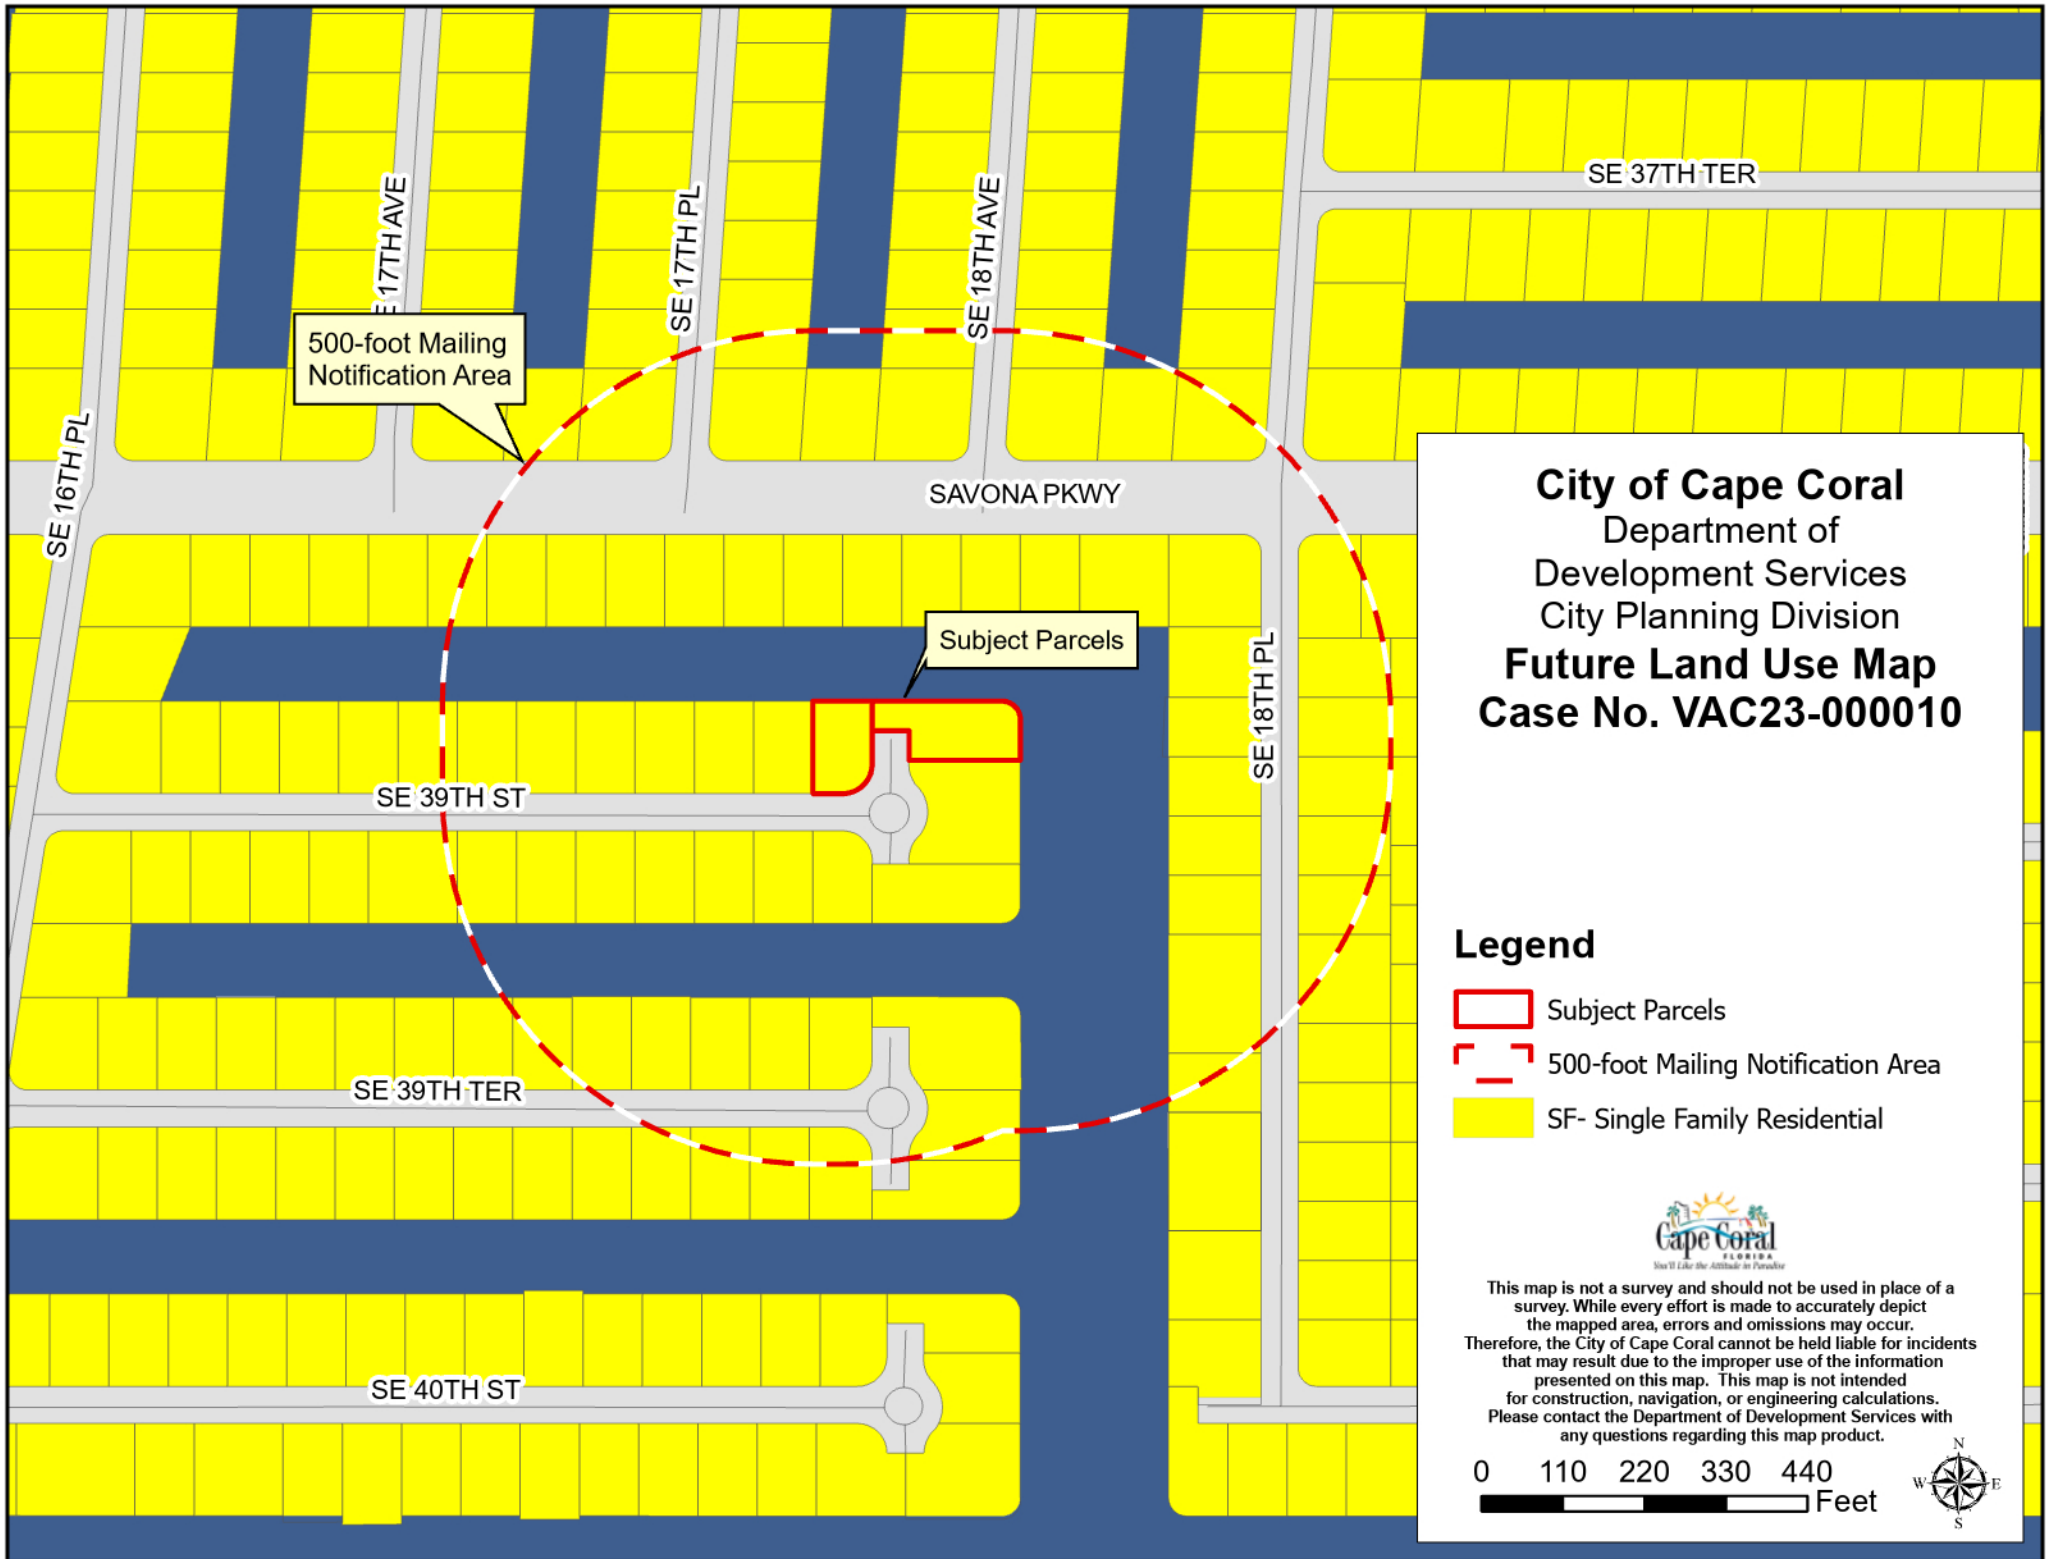 SE 37TH TER
E 17TH AVE
SE 17TH PL
SE 18TH AVE
500-foot Mailing
Notification Area
SE 16TH PL
SAVONA PKWY
Subject Parcels
SE 18TH PL
SE 39TH ST
SE 39TH TER
SE 40TH ST
City of Cape Coral
Department of
Development Services
City Planning Division
Future Land Use Map
Case No. VAC23-000010
Legend
Subject Parcels
500-foot Mailing Notification Area
SF- Single Family Residential
Cape Coral
FLORIDA
You'll Like the Attitude in Paradise
This map is not a survey and should not be used in place of a
survey. While every effort is made to accurately depict
the mapped area, errors and omissions may occur.
Therefore, the City of Cape Coral cannot be held liable for incidents
that may result due to the improper use of the information
presented on this map. This map is not intended
for construction, navigation, or engineering calculations.
Please contact the Department of Development Services with
any questions regarding this map product.
0 110 220 330 440
Feet
N
W E
S